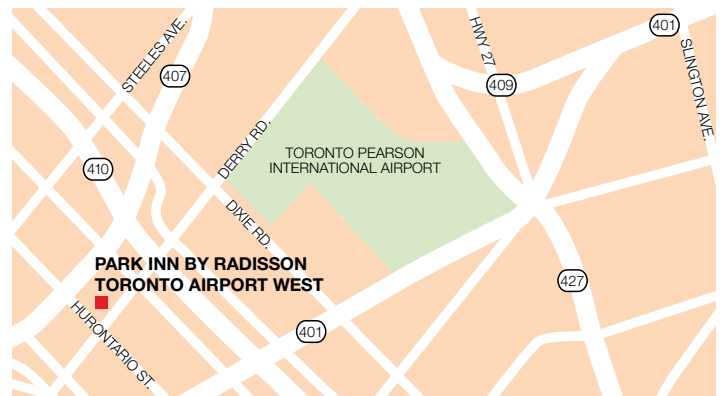 STEELES AVE.
407
HWY 27
401
SLINGTON AVE.
409
410
DERRY RD.
TORONTO PEARSON
INTERNATIONAL AIRPORT
DIXIE RD.
PARK INN BY RADISSON
TORONTO AIRPORT WEST
427
HURONTARIO ST.
401